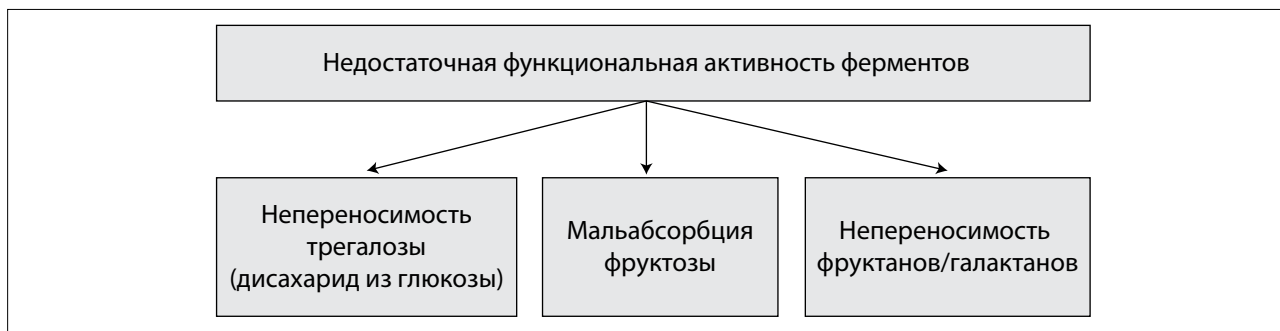 Недостаточная функциональная активность ферментов
Непереносимость
трегалозы
(дисахарид из глюкозы)
Мальабсорбция
фруктозы
Непереносимость
фруктанов/галактанов